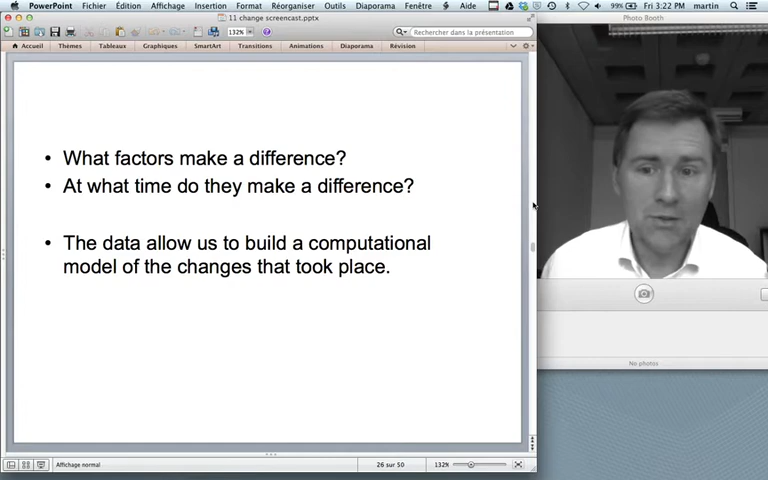 PowerPoint Fichier Édition Affichage Insertion Format Réorganiser Outils Diaporama Fenêtre Aide 99% Fri 3:22 PM martin
11 change screencast.pptx
132% Rechercher dans la présentation
Accueil Thèmes Tableaux Graphiques SmartArt Transitions Animations Diaporama Révision
Photo Booth
• What factors make a difference?
• At what time do they make a difference?
• The data allow us to build a computational
model of the changes that took place.
No photos
Affichage normal 26 sur 50 132%